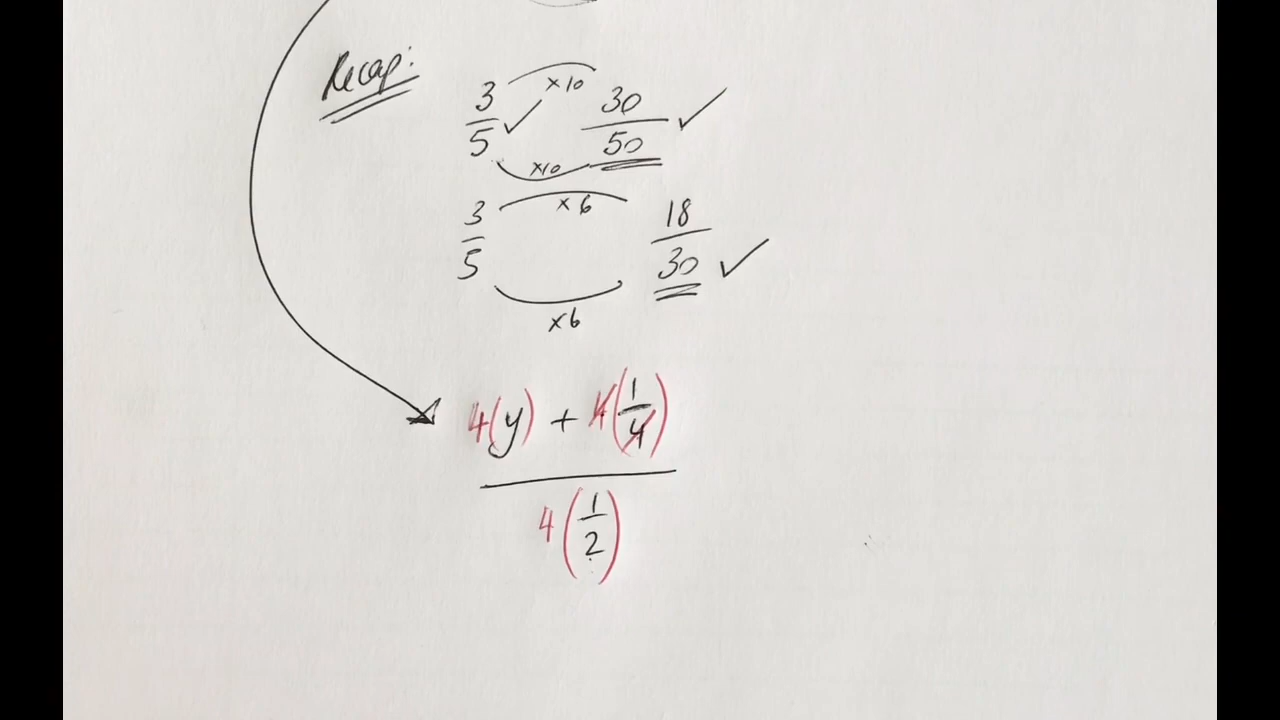 Recap:
×10
3/5 ✓ 30/50 ✓
×10
×6
3/5 18/30 ✓
×6
4(y) + 4(1/4)
4(1/2)